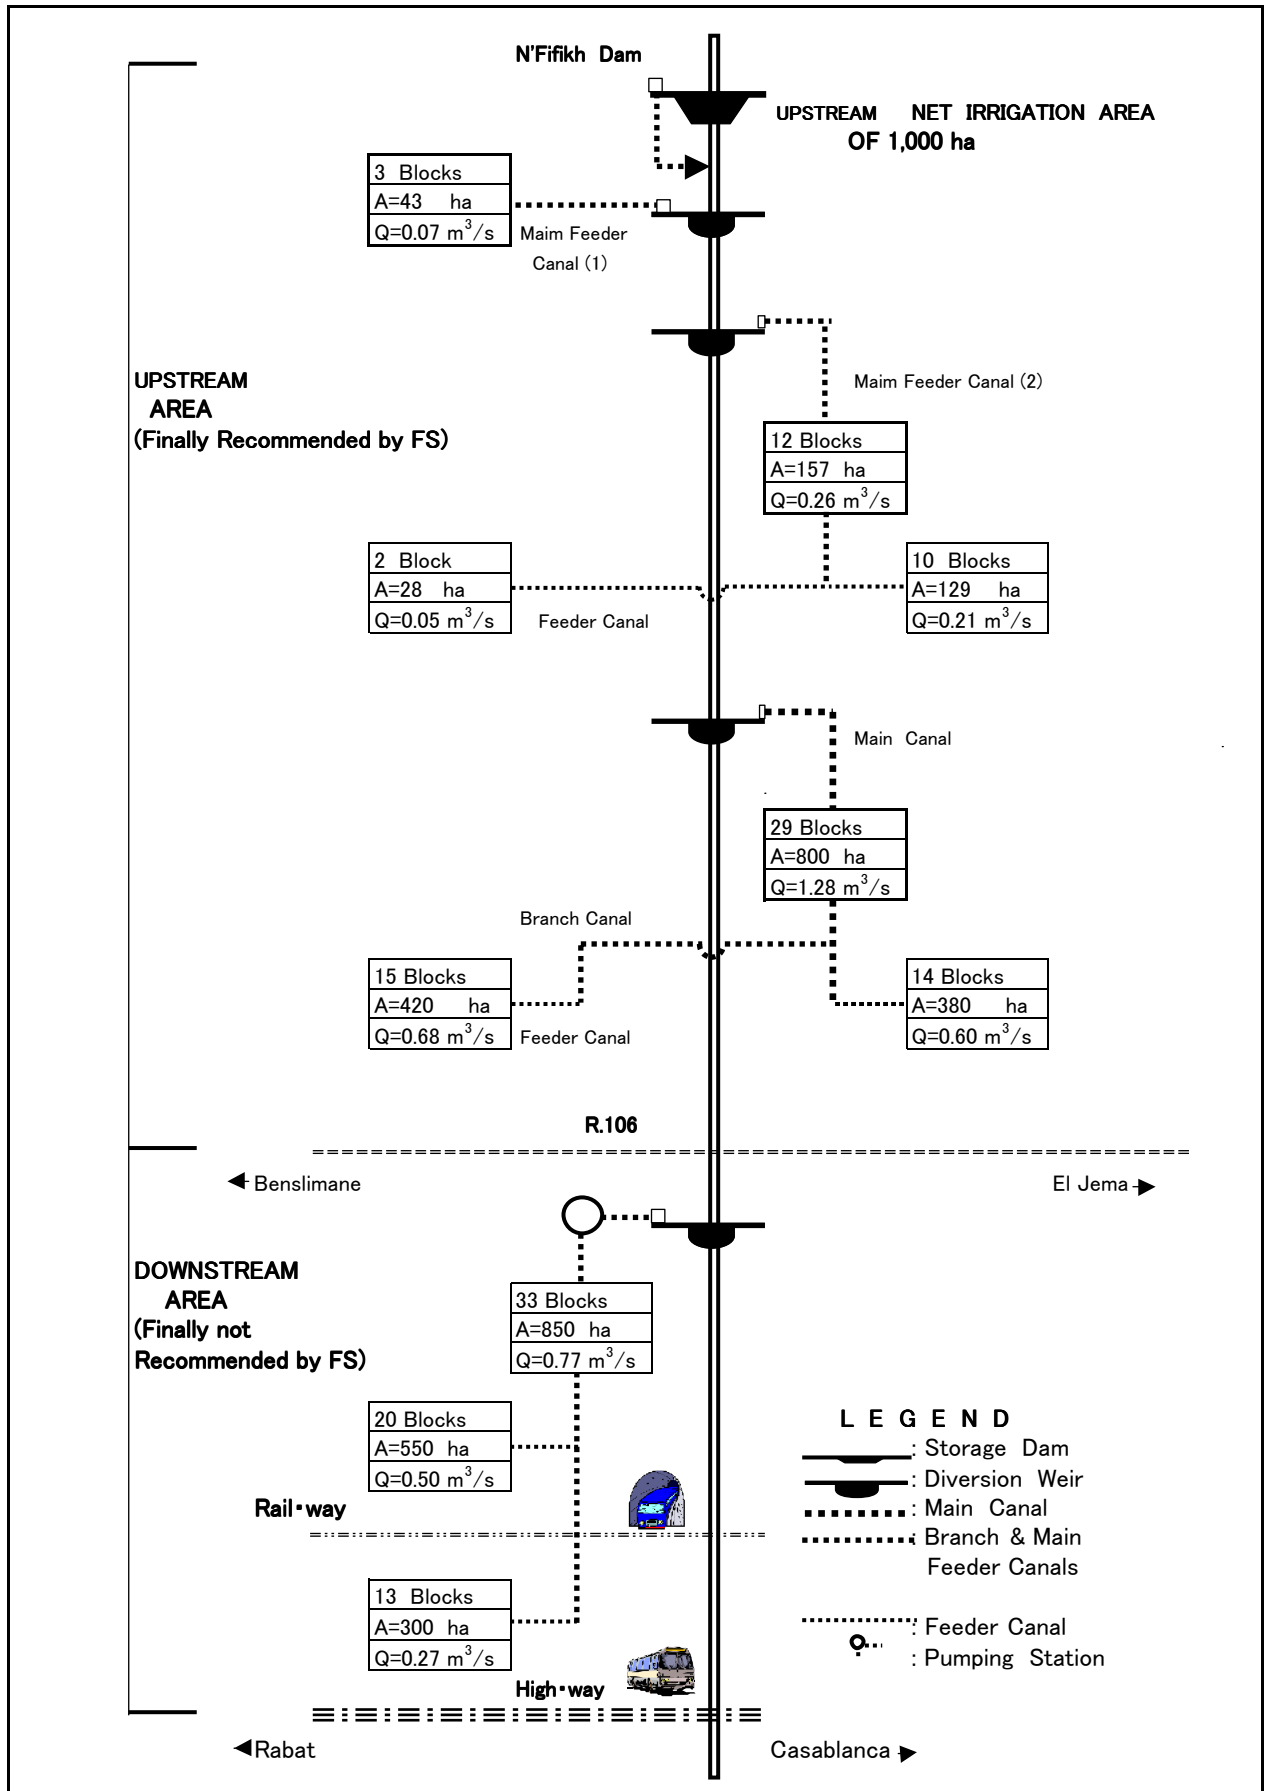 N'Fifikh Dam
UPSTREAM NET IRRIGATION AREA
OF 1,000 ha
3 Blocks
A=43 ha
Q=0.07 m³/s
Maim Feeder
Canal (1)
UPSTREAM
AREA
(Finally Recommended by FS)
Maim Feeder Canal (2)
12 Blocks
A=157 ha
Q=0.26 m³/s
2 Block
A=28 ha
Q=0.05 m³/s
Feeder Canal
10 Blocks
A=129 ha
Q=0.21 m³/s
Main Canal
29 Blocks
A=800 ha
Q=1.28 m³/s
Branch Canal
15 Blocks
A=420 ha
Q=0.68 m³/s
Feeder Canal
14 Blocks
A=380 ha
Q=0.60 m³/s
R.106
Benslimane
El Jema
DOWNSTREAM
AREA
(Finally not
Recommended by FS)
33 Blocks
A=850 ha
Q=0.77 m³/s
20 Blocks
A=550 ha
Q=0.50 m³/s
Rail・way
13 Blocks
A=300 ha
Q=0.27 m³/s
High・way
Rabat
Casablanca
L E G E N D
: Storage Dam
: Diversion Weir
: Main Canal
: Branch & Main
Feeder Canals
: Feeder Canal
: Pumping Station